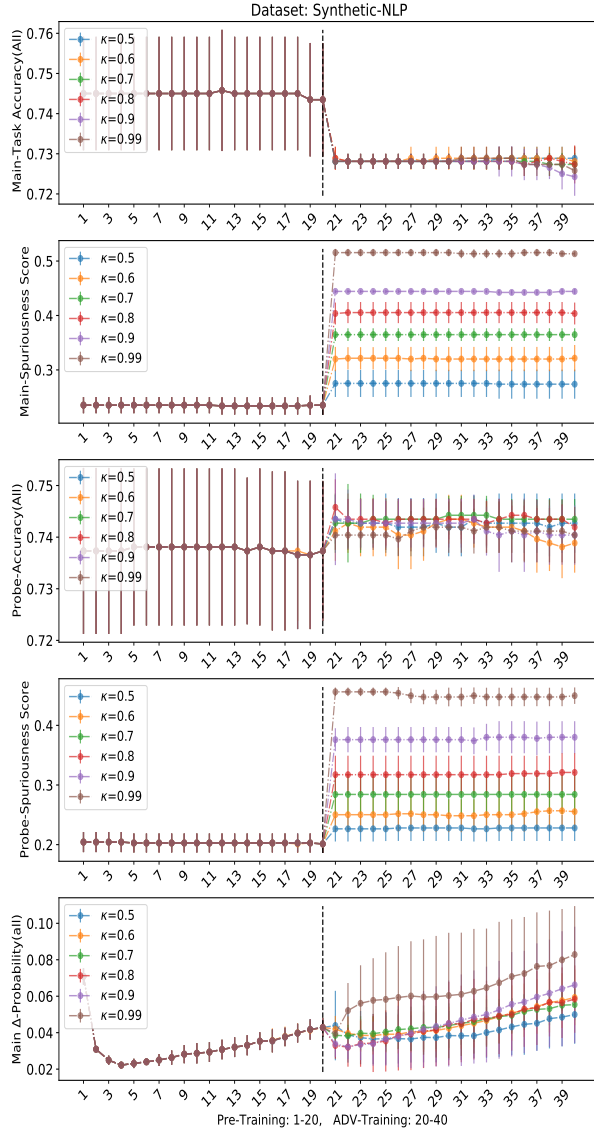 Dataset: Synthetic-NLP
Main-Task Accuracy(All)
0.76
0.75
0.74
0.73
0.72
κ=0.5
κ=0.6
κ=0.7
κ=0.8
κ=0.9
κ=0.99
1 3 5 7 9 11 13 15 17 19 21 23 25 27 29 31 33 35 37 39
Main-Spuriousness Score
0.5
0.4
0.3
κ=0.5
κ=0.6
κ=0.7
κ=0.8
κ=0.9
κ=0.99
1 3 5 7 9 11 13 15 17 19 21 23 25 27 29 31 33 35 37 39
Probe-Accuracy(All)
0.75
0.74
0.73
0.72
κ=0.5
κ=0.6
κ=0.7
κ=0.8
κ=0.9
κ=0.99
1 3 5 7 9 11 13 15 17 19 21 23 25 27 29 31 33 35 37 39
Probe-Spuriousness Score
0.4
0.3
0.2
κ=0.5
κ=0.6
κ=0.7
κ=0.8
κ=0.9
κ=0.99
1 3 5 7 9 11 13 15 17 19 21 23 25 27 29 31 33 35 37 39
Main Δ-Probability(all)
0.10
0.08
0.06
0.04
0.02
κ=0.5
κ=0.6
κ=0.7
κ=0.8
κ=0.9
κ=0.99
1 3 5 7 9 11 13 15 17 19 21 23 25 27 29 31 33 35 37 39
Pre-Training: 1-20, ADV-Training: 20-40